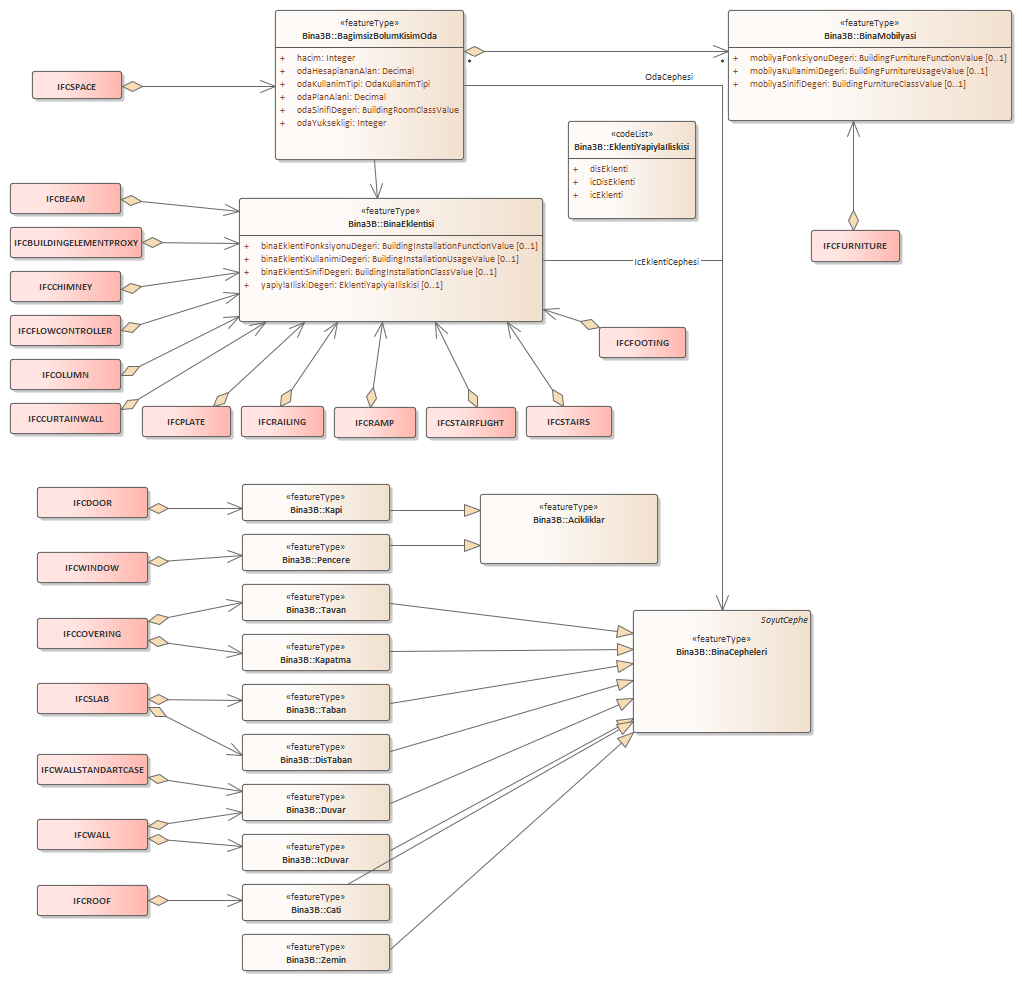 «featureType»
Bina3B::BagimsizBolumKisimOda
+ hacim: Integer
+ odaHesaplananAlan: Decimal
+ odaKullanimTipi: OdaKullanimTipi
+ odaPlanAlani: Decimal
+ odaSinifiDegeri: BuildingRoomClassValue
+ odaYuksekligi: Integer
«featureType»
Bina3B::BinaMobilyasi
+ mobilyaFonksiyonuDegeri: BuildingFurnitureFunctionValue [0..1]
+ mobilyaKullanimiDegeri: BuildingFurnitureUsageValue [0..1]
+ mobilyaSinifiDegeri: BuildingFurnitureClassValue [0..1]
*
*
OdaCephesi
IFCSPACE
«codeList»
Bina3B::EklentiYapiylaIliskisi
+ disEklenti
+ icDisEklenti
+ icEklenti
IFCBEAM
IFCBUILDINGELEMENTPROXY
IFCCHIMNEY
IFCFLOWCONTROLLER
IFCOLUMN
IFCCURTAINWALL
«featureType»
Bina3B::BinaEklentisi
+ binaEklentiFonksiyonuDegeri: BuildingInstallationFunctionValue [0..1]
+ binaEklentiKullanimiDegeri: BuildingInstallationUsageValue [0..1]
+ binaEklentiSinifiDegeri: BuildingInstallationClassValue [0..1]
+ yapiylaIliskiDegeri: EklentiYapiylaIliskisi [0..1]
IcEklentiCephesi
IFCFURNITURE
IFCFOOTING
IFCPLATE
IFCRAILING
IFCRAMP
IFCSTAIRFLIGHT
IFCSTAIRS
IFCDOOR
«featureType»
Bina3B::Kapi
«featureType»
Bina3B::Acikliklar
IFCWINDOW
«featureType»
Bina3B::Pencere
IFCCOVERING
«featureType»
Bina3B::Tavan
«featureType»
Bina3B::Kapatma
SoyutCephe
«featureType»
Bina3B::BinaCepheleri
IFCSLAB
«featureType»
Bina3B::Taban
«featureType»
Bina3B::DisTaban
IFCWALLSTANDARTCASE
«featureType»
Bina3B::Duvar
IFCWALL
«featureType»
Bina3B::IcDuvar
IFCROOF
«featureType»
Bina3B::Cati
«featureType»
Bina3B::Zemin